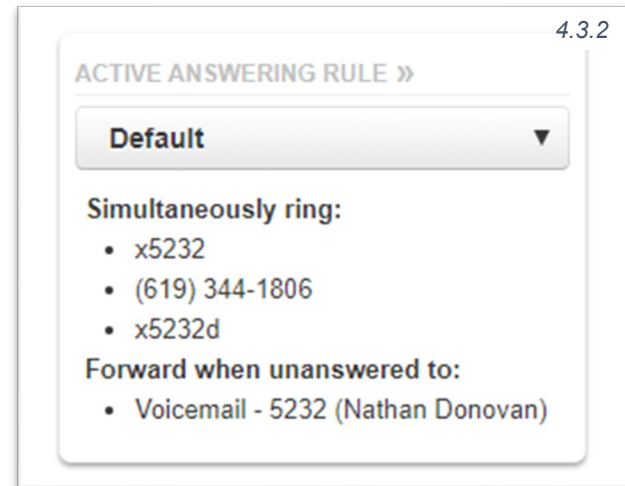 4.3.2
ACTIVE ANSWERING RULE »
Default
Simultaneously ring:
• x5232
• (619) 344-1806
• x5232d
Forward when unanswered to:
• Voicemail - 5232 (Nathan Donovan)